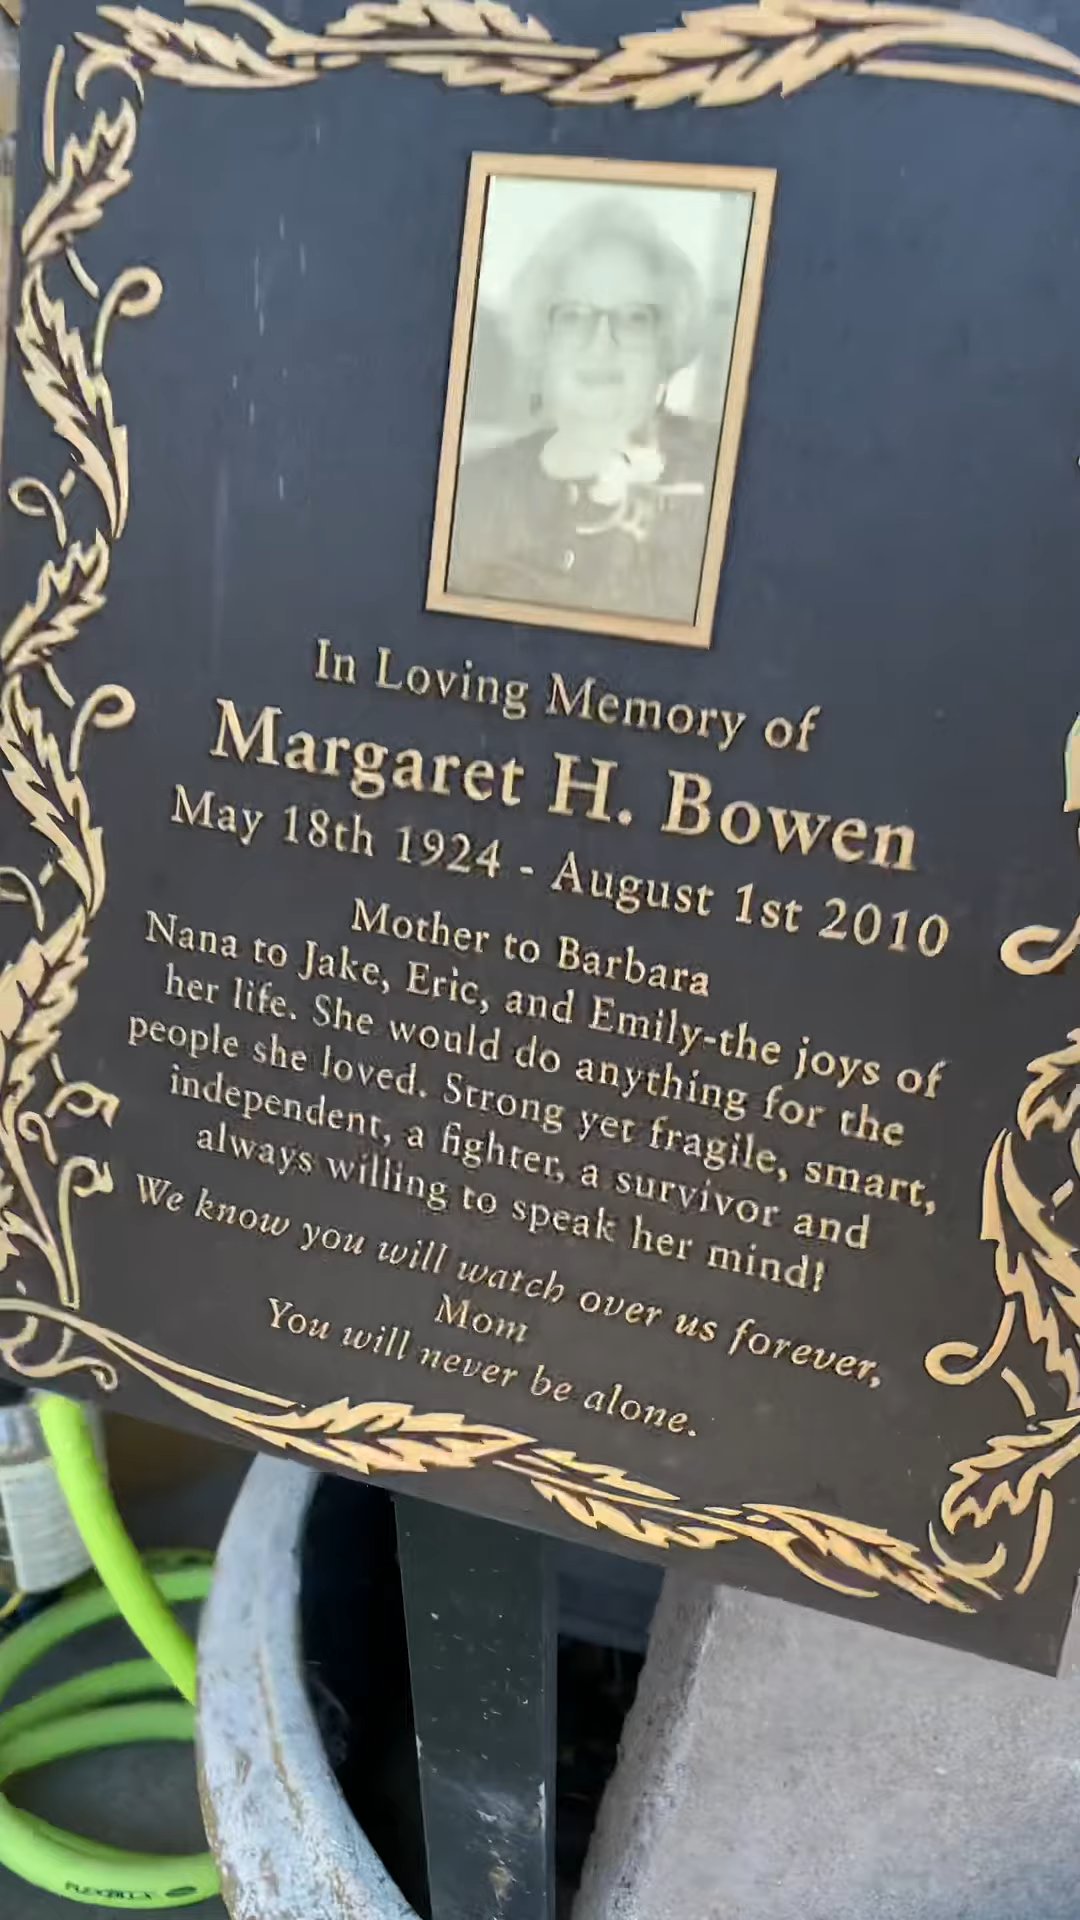 In Loving Memory of
Margaret H. Bowen
May 18th 1924 - August 1st 2010
Mother to Barbara
Nana to Jake, Eric, and Emily-the joys of
her life. She would do anything for the
people she loved. Strong yet fragile, smart,
independent, a fighter, a survivor and
always willing to speak her mind!
We know you will watch over us forever,
Mom
You will never be alone.